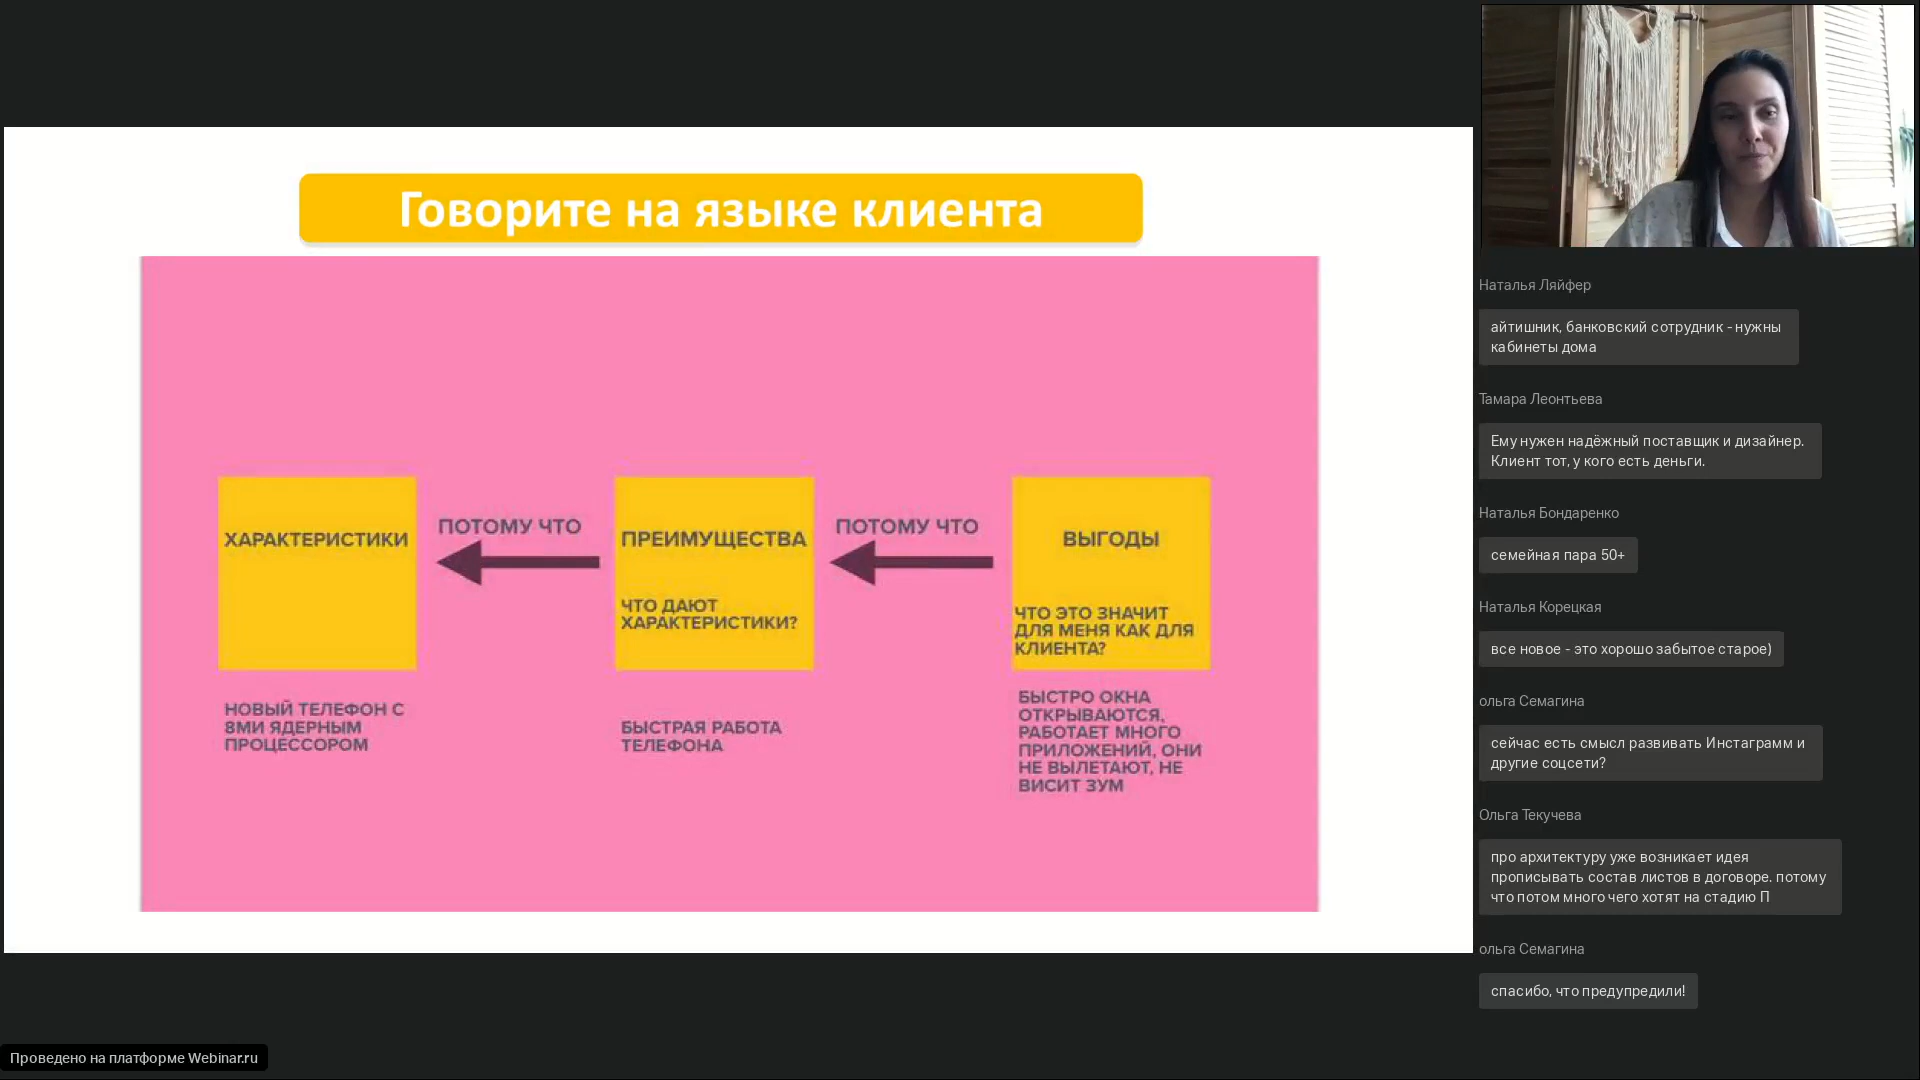 Говорите на языке клиента
ХАРАКТЕРИСТИКИ
ПОТОМУ ЧТО
ПРЕИМУЩЕСТВА
ЧТО ДАЮТ
ХАРАКТЕРИСТИКИ?
ПОТОМУ ЧТО
ВЫГОДЫ
ЧТО ЭТО ЗНАЧИТ
ДЛЯ МЕНЯ КАК ДЛЯ
КЛИЕНТА?
НОВЫЙ ТЕЛЕФОН С
8МИ ЯДЕРНЫМ
ПРОЦЕССОРОМ
БЫСТРАЯ РАБОТА
ТЕЛЕФОНА
БЫСТРО ОКНА
ОТКРЫВАЮТСЯ,
РАБОТАЕТ МНОГО
ПРИЛОЖЕНИЙ, ОНИ
НЕ ВЫЛЕТАЮТ, НЕ
ВИСИТ ЗУМ
Наталья Ляйфер
айтишник, банковский сотрудник - нужны
кабинеты дома
Тамара Леонтьева
Ему нужен надёжный поставщик и дизайнер.
Клиент тот, у кого есть деньги.
Наталья Бондаренко
семейная пара 50+
Наталья Корецкая
все новое - это хорошо забытое старое)
ольга Семагина
сейчас есть смысл развивать Инстаграмм и
другие соцсети?
Ольга Текучева
про архитектуру уже возникает идея
прописывать состав листов в договоре. потому
что потом много чего хотят на стадию П
ольга Семагина
спасибо, что предупредили!
Проведено на платформе Webinar.ru